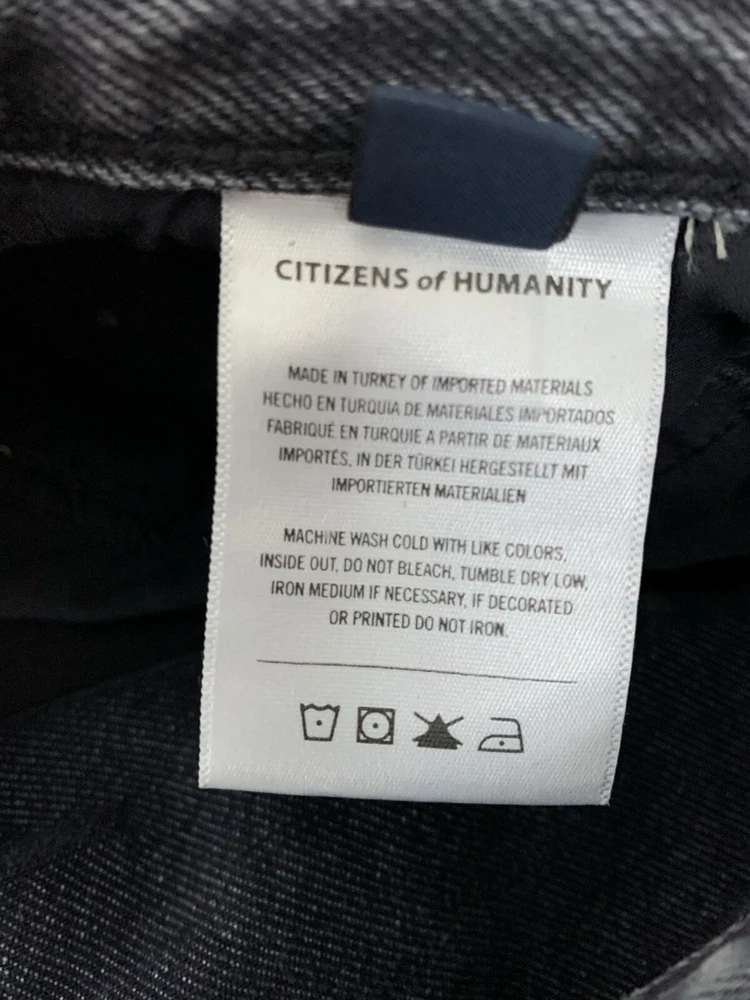 CITIZENS of HUMANITY
MADE IN TURKEY OF IMPORTED MATERIALS
HECHO EN TURQUIA DE MATERIALES IMPORTADOS
FABRIQUÉ EN TURQUIE A PARTIR DE MATERIAUX
IMPORTÉS, IN DER TÜRKEI HERGESTELLT MIT
IMPORTIERTEN MATERIALIEN
MACHINE WASH COLD WITH LIKE COLORS,
INSIDE OUT, DO NOT BLEACH, TUMBLE DRY LOW,
IRON MEDIUM IF NECESSARY, IF DECORATED
OR PRINTED DO NOT IRON.